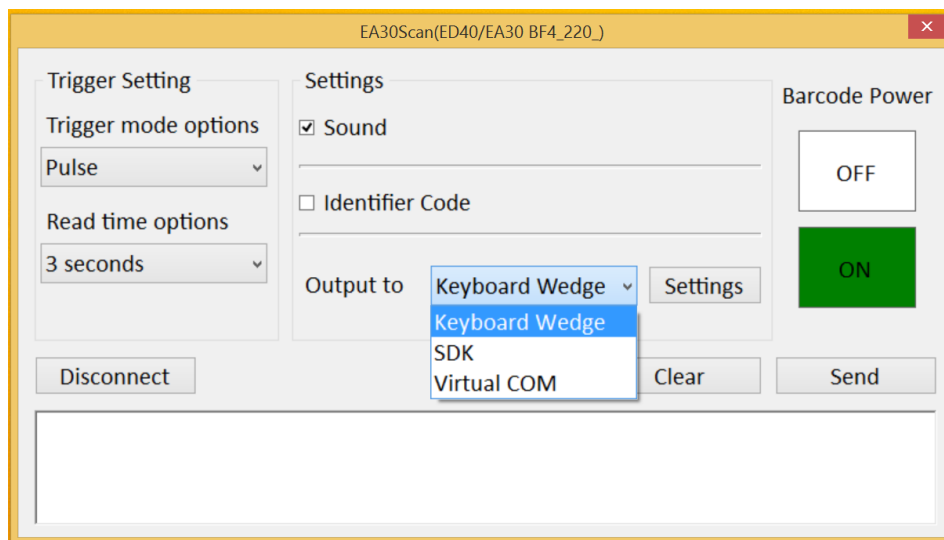 EA30Scan(ED40/EA30 BF4_220_)
Trigger Setting
Trigger mode options
Pulse
Read time options
3 seconds
Settings
Sound
Identifier Code
Output to
Keyboard Wedge
Settings
Keyboard Wedge
SDK
Virtual COM
Barcode Power
OFF
ON
Disconnect
Clear
Send